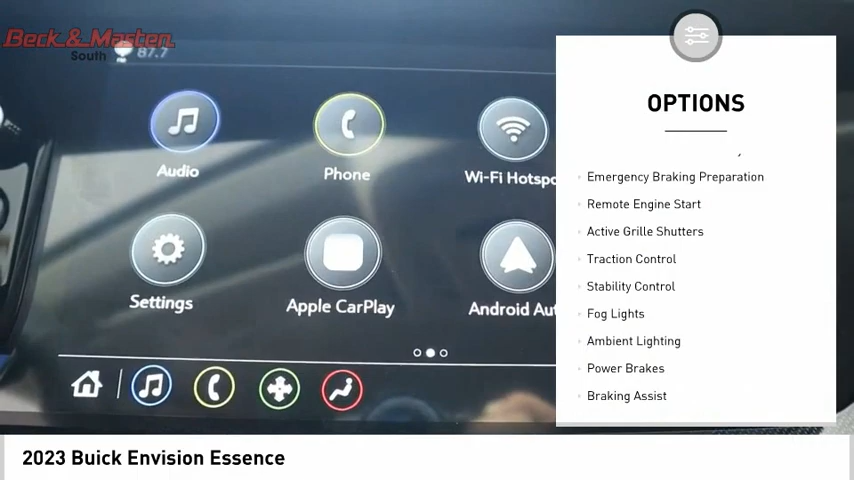 Beck & Masten
South
87.7
Audio
Phone
Wi-Fi Hotspo
Settings
Apple CarPlay
Android Aut
OPTIONS
Emergency Braking Preparation
Remote Engine Start
Active Grille Shutters
Traction Control
Stability Control
Fog Lights
Ambient Lighting
Power Brakes
Braking Assist
2023 Buick Envision Essence